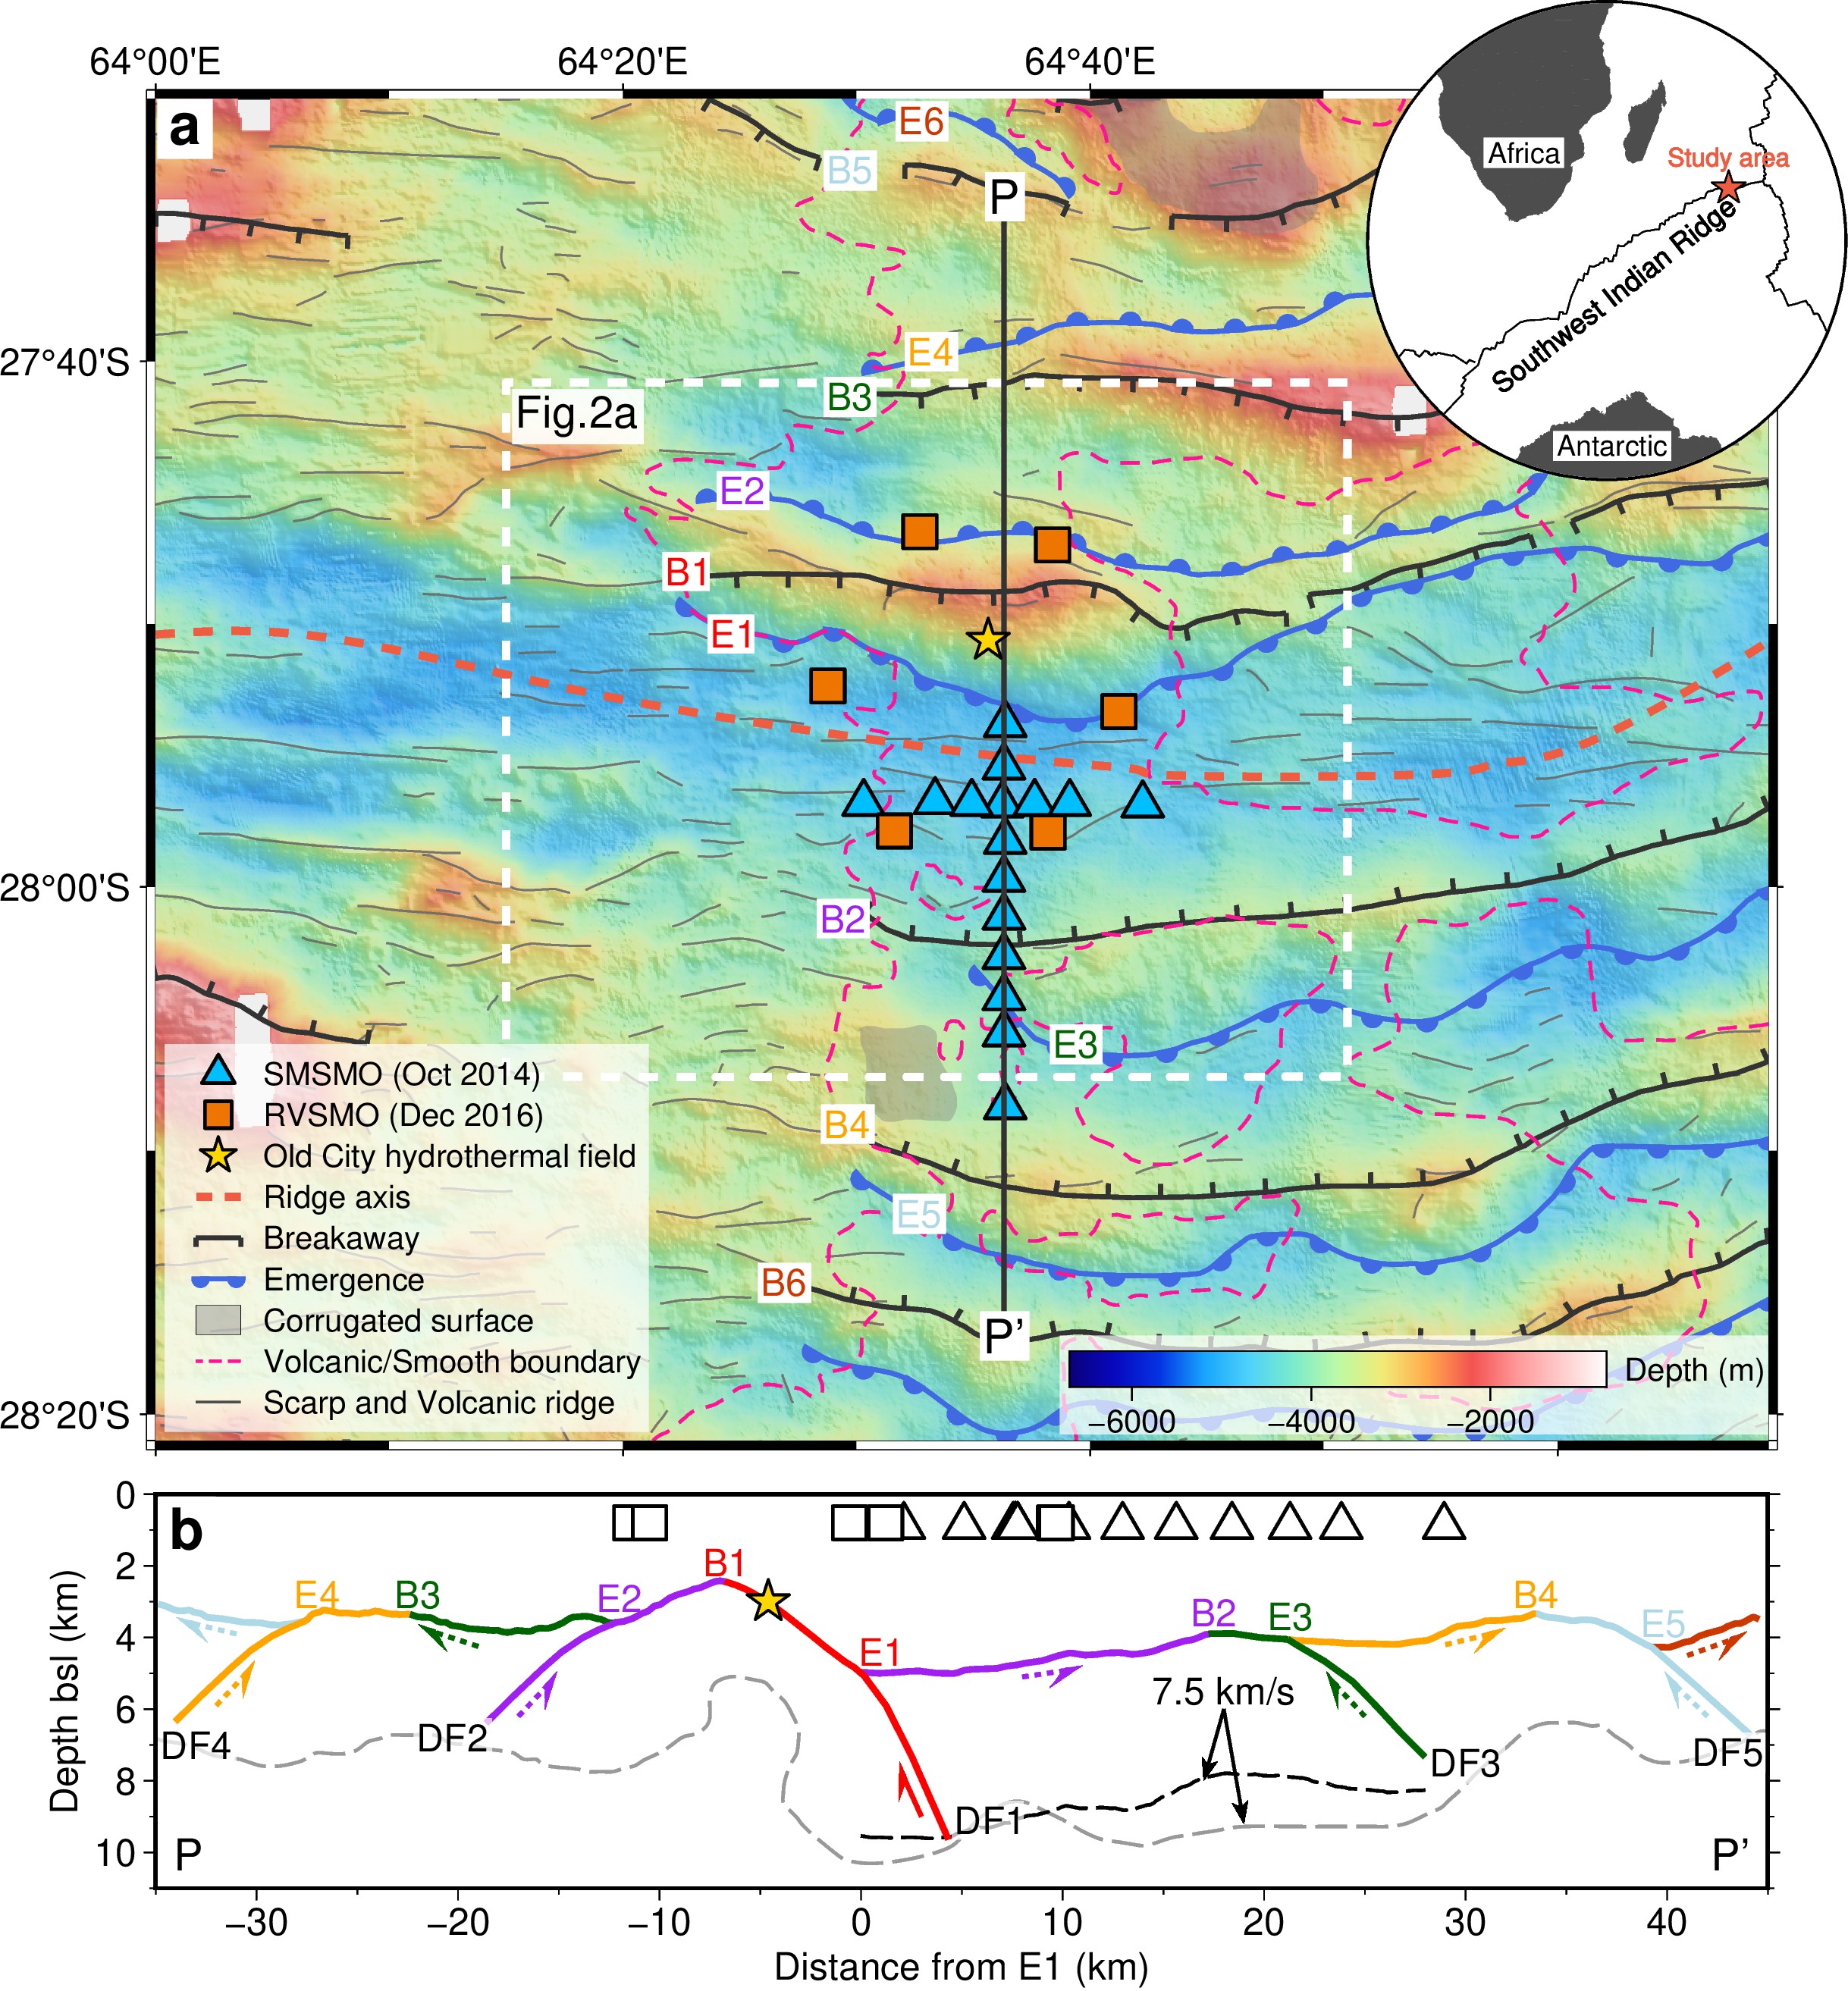 64°00'E 64°20'E 64°40'E
a
E6
B5
P
Africa
Study area
Southwest Indian Ridge
Antarctic
27°40'S
E4
B3
Fig.2a
E2
B1
E1
28°00'S
B2
E3
B4
E5
B6
P’
28°20'S
SMSMO (Oct 2014)
RVSMO (Dec 2016)
Old City hydrothermal field
Ridge axis
Breakaway
Emergence
Corrugated surface
Volcanic/Smooth boundary
Scarp and Volcanic ridge
Depth (m)
−6000 −4000 −2000
b
0
2
4
6
8
10
Depth bsl (km)
E4 B3 E2 B1 E1 B2 E3 B4 E5
7.5 km/s
DF4 DF2 DF1 DF3 DF5
P P’
−30 −20 −10 0 10 20 30 40
Distance from E1 (km)